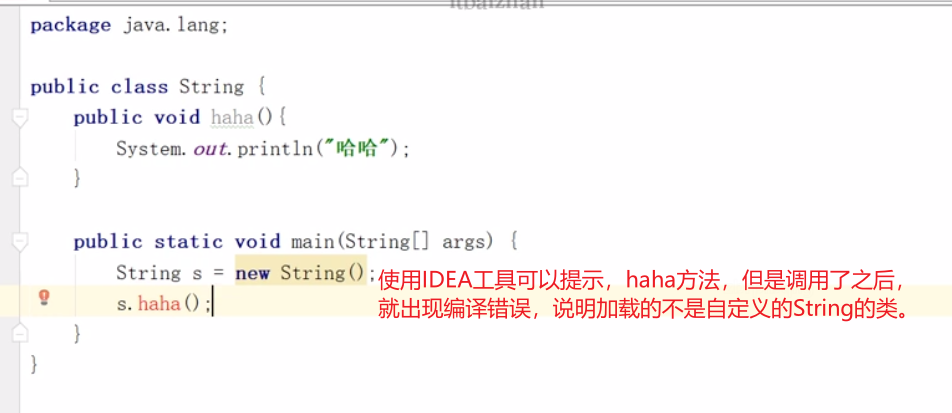 itbaizhan
package java.lang;
public class String {
public void haha(){
System.out.println("哈哈");
}
public static void main(String[] args) {
String s = new String();
使用IDEA工具可以提示，haha方法，但是调用了之后，
s.haha();
就出现编译错误，说明加载的不是自定义的String的类。
}
}